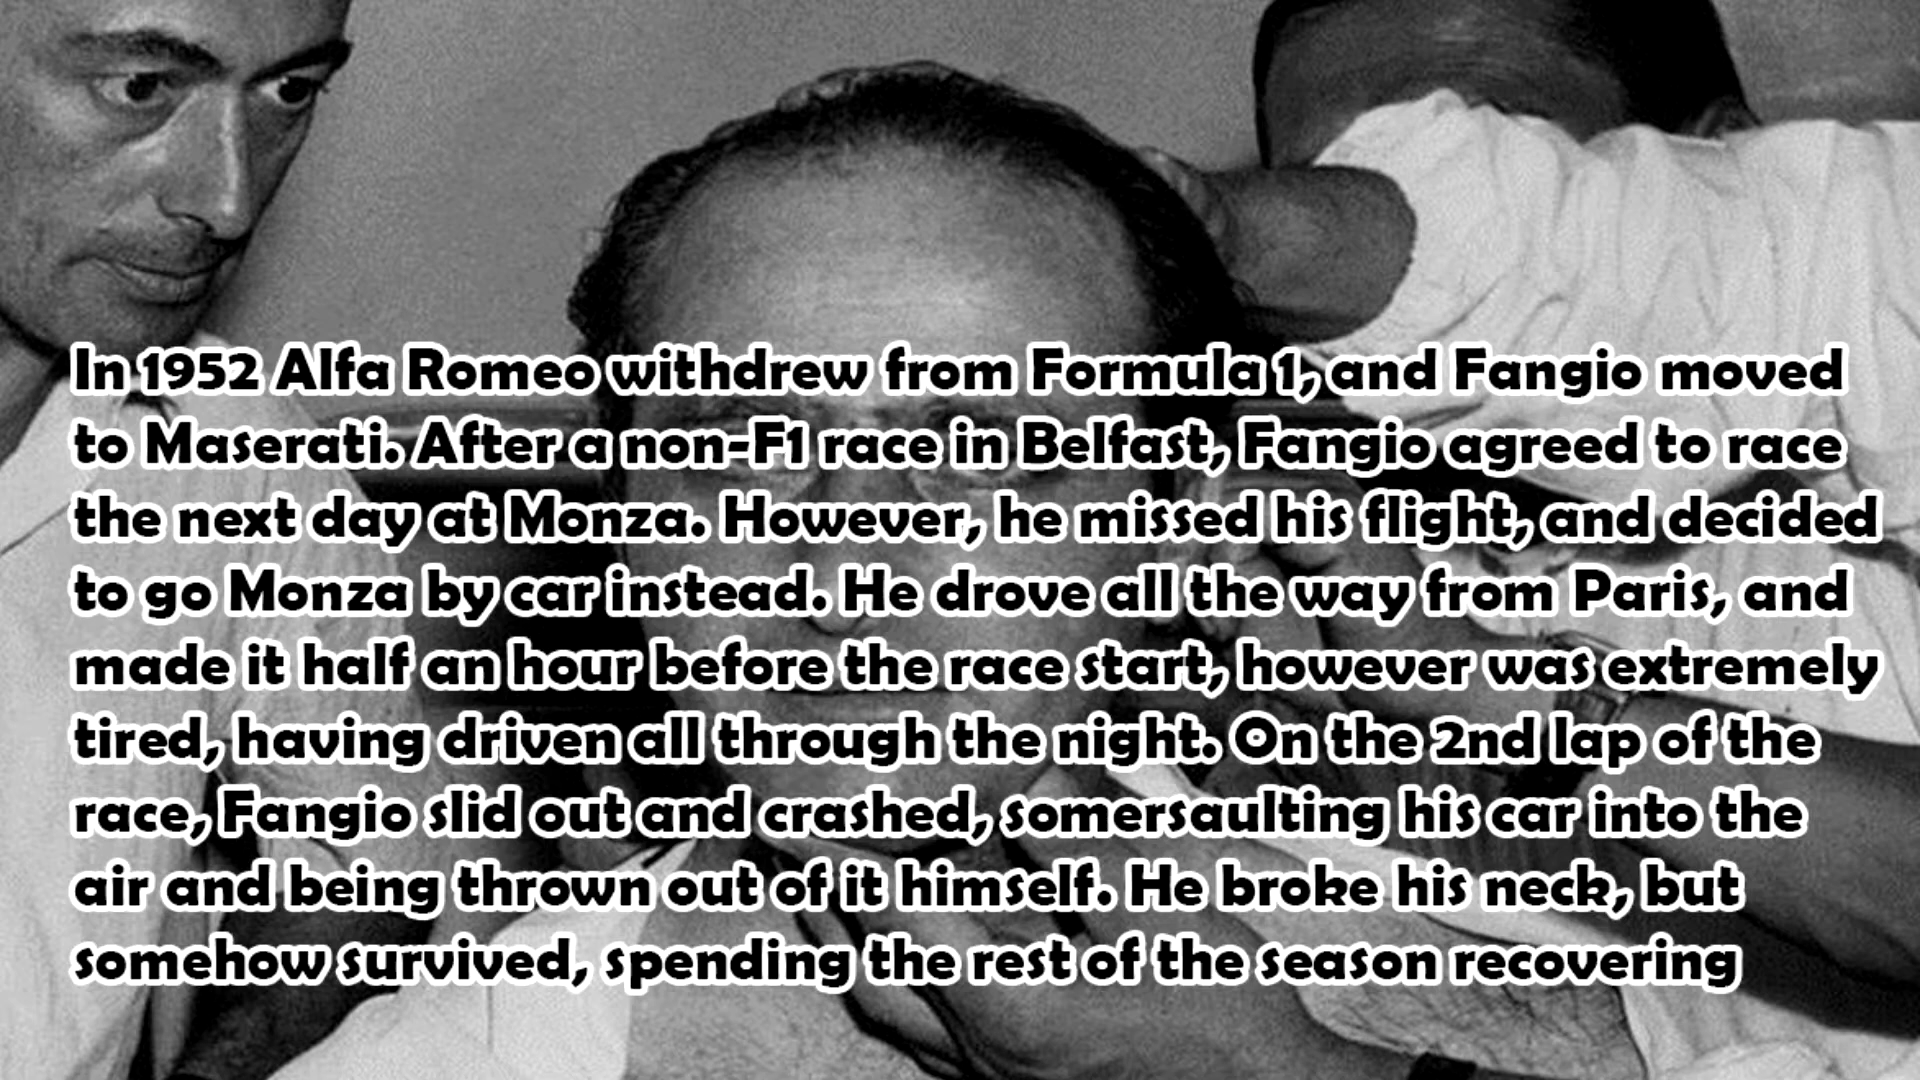 In 1952 Alfa Romeo withdrew from Formula 1, and Fangio moved
to Maserati. After a non-F1 race in Belfast, Fangio agreed to race
the next day at Monza. However, he missed his flight, and decided
to go Monza by car instead. He drove all the way from Paris, and
made it half an hour before the race start, however was extremely
tired, having driven all through the night. On the 2nd lap of the
race, Fangio slid out and crashed, somersaulting his car into the
air and being thrown out of it himself. He broke his neck, but
somehow survived, spending the rest of the season recovering